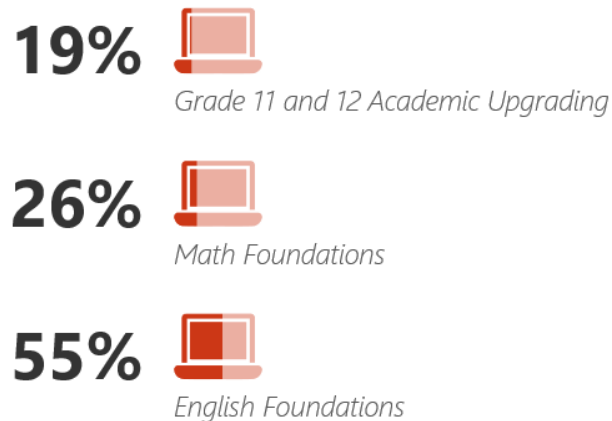 19%
Grade 11 and 12 Academic Upgrading
26%
Math Foundations
55%
English Foundations